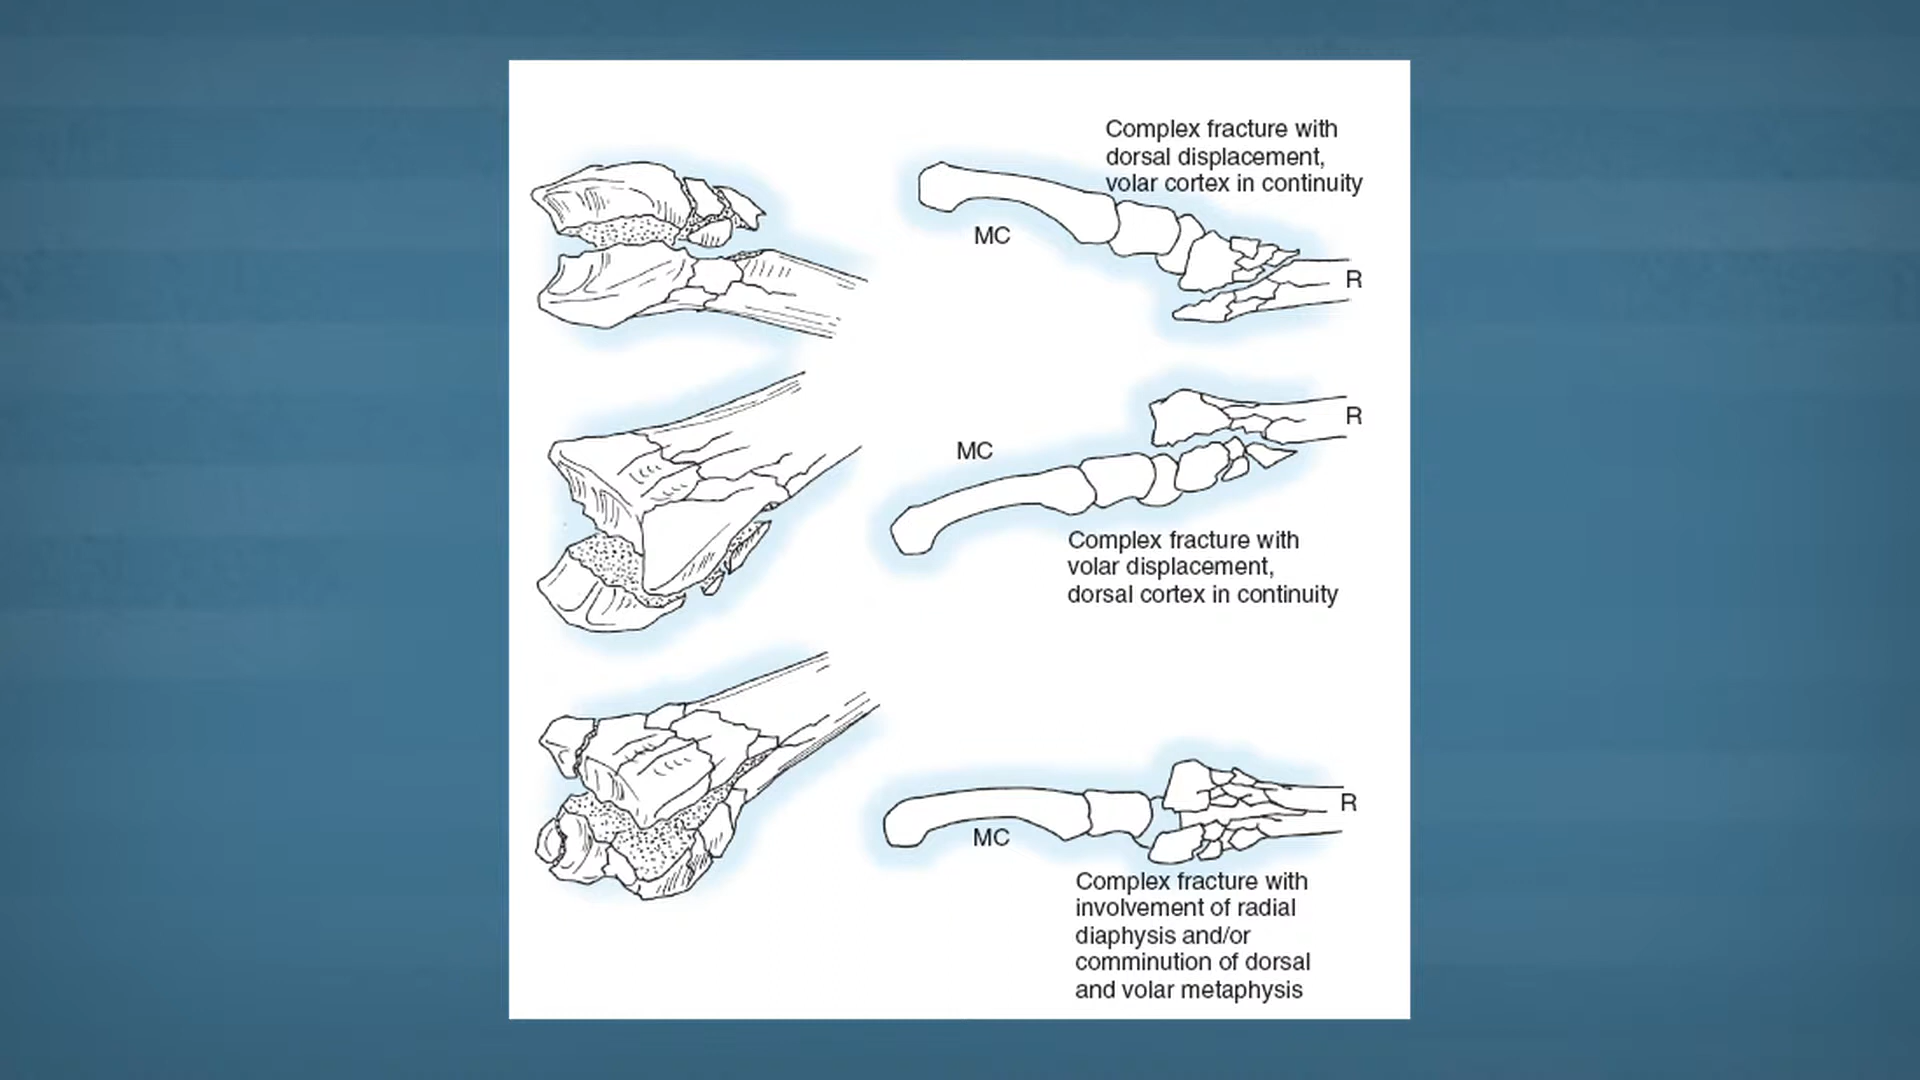 Complex fracture with
dorsal displacement,
volar cortex in continuity
MC
R
R
MC
Complex fracture with
volar displacement,
dorsal cortex in continuity
R
MC
Complex fracture with
involvement of radial
diaphysis and/or
comminution of dorsal
and volar metaphysis